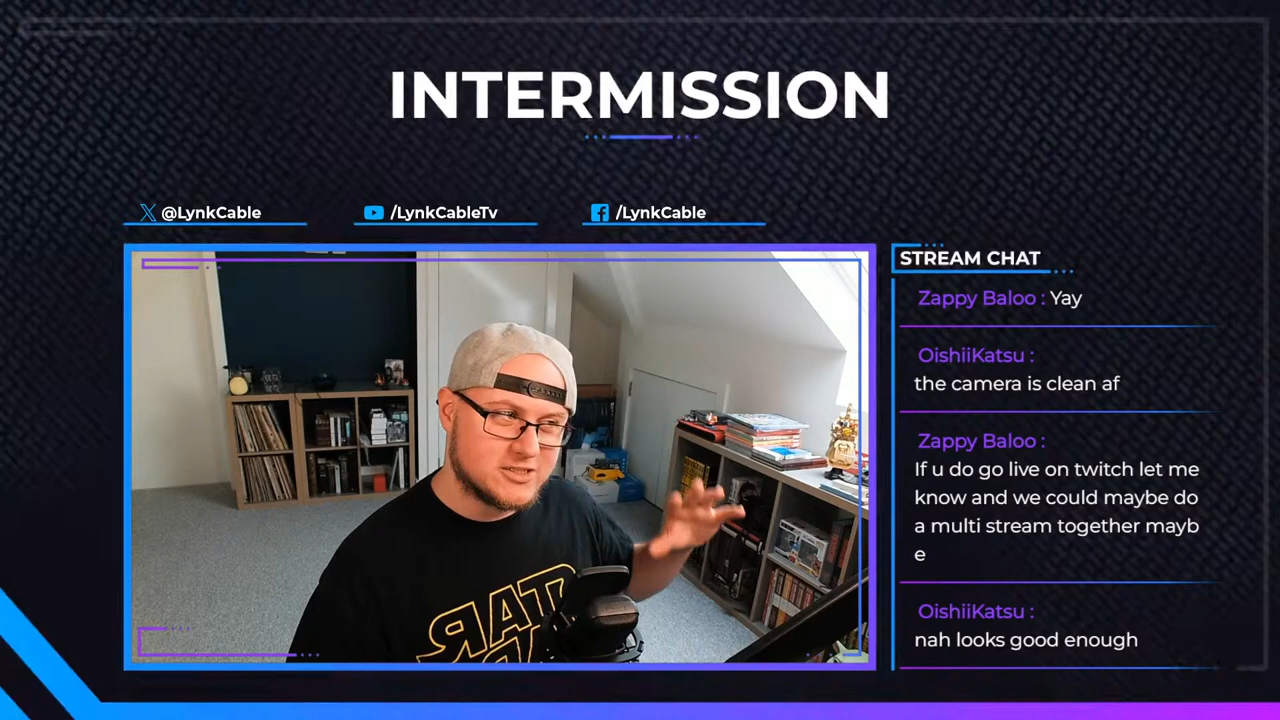 INTERMISSION
@LynkCable
/LynkCableTv
/LynkCable
STREAM CHAT
Zappy Baloo : Yay
OishiiKatsu :
the camera is clean af
Zappy Baloo :
If u do go live on twitch let me
know and we could maybe do
a multi stream together mayb
e
OishiiKatsu :
nah looks good enough
TAR